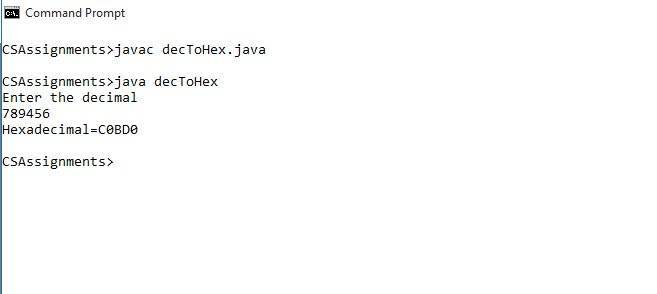 Command Prompt
CSAssignments>javac decToHex.java
CSAssignments>java decToHex
Enter the decimal
789456
Hexadecimal=C0BD0
CSAssignments>